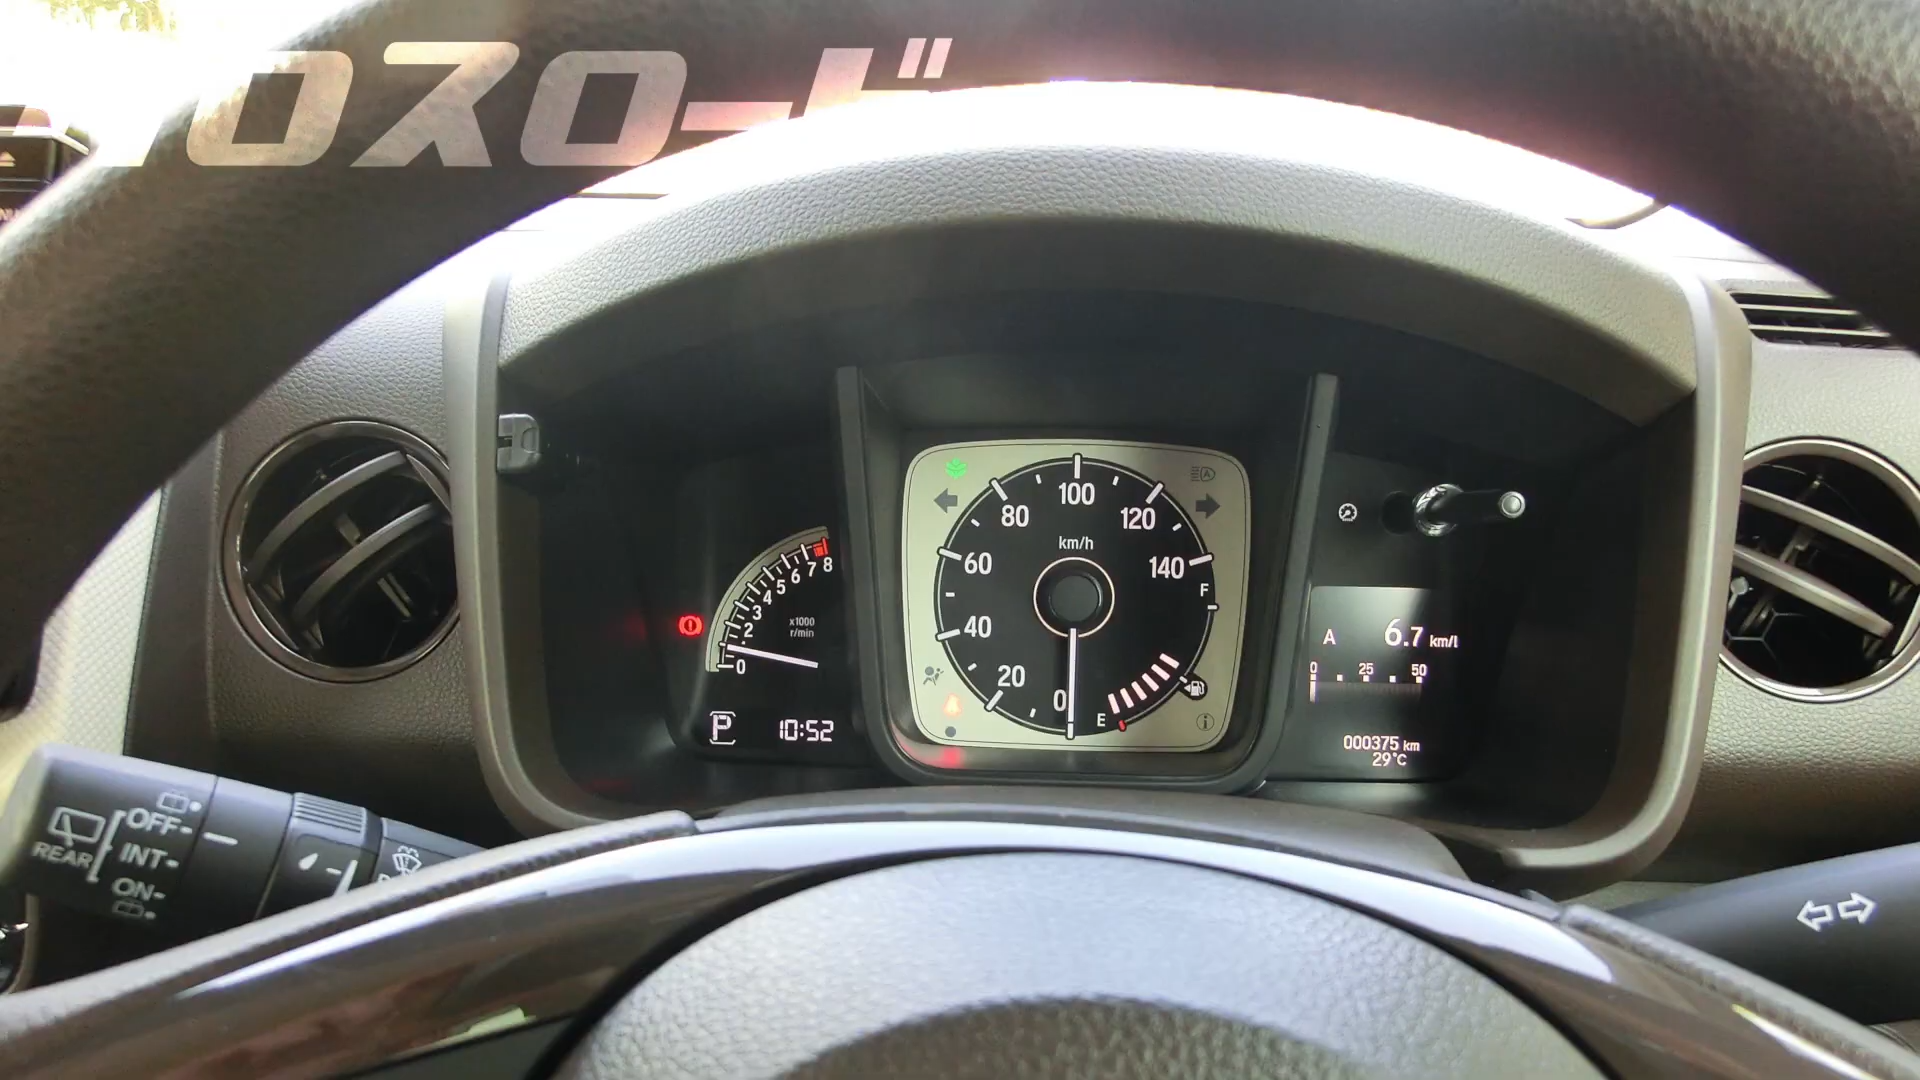 クロスロード
100
80
120
km/h
60
140
F
40
20
0
E
8
7
6
5
4
3
2
0
x1000
r/min
P
10:52
A 6.7 km/l
0 25 50
000375 km
29°C
OFF
REAR
INT
ON